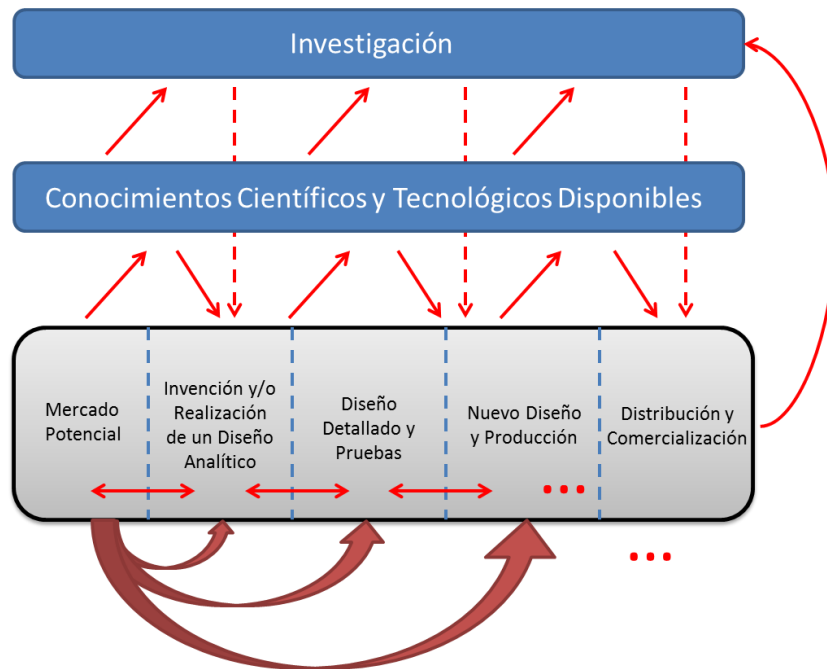 Investigación
Conocimientos Científicos y Tecnológicos Disponibles
Mercado
Potencial
Invención y/o
Realización
de un Diseño
Analítico
Diseño
Detallado y
Pruebas
Nuevo Diseño
y Producción
Distribución y
Comercialización
...
...